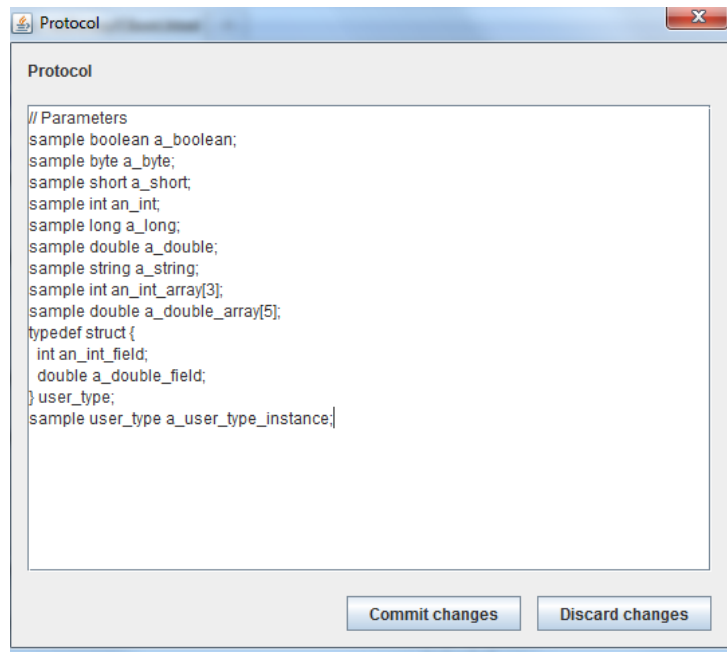 Protocol
Protocol
// Parameters
sample boolean a_boolean;
sample byte a_byte;
sample short a_short;
sample int an_int;
sample long a_long;
sample double a_double;
sample string a_string;
sample int an_int_array[3];
sample double a_double_array[5];
typedef struct {
  int an_int_field;
  double a_double_field;
} user_type;
sample user_type a_user_type_instance;
Commit changes
Discard changes